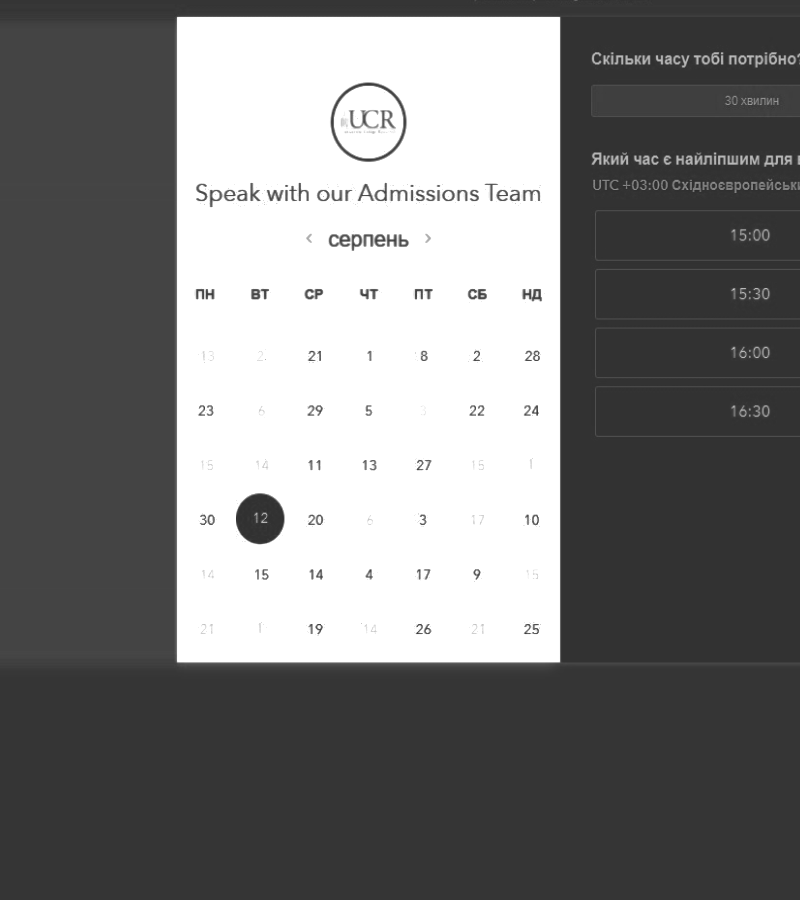 UCR
Speak with our Admissions Team
серпень
ПН ВТ СР ЧТ ПТ СБ НД
13 2 21 1 8 2 28
23 6 29 5 3 22 24
15 14 11 13 27 15 1
30 12 20 6 3 17 10
14 15 14 4 17 9 15
21 19 14 26 21 25
Скільки часу тобі потрібно?
30 хвилин
Який час є найліпшим для
UTC +03:00
15:00
15:30
16:00
16:30